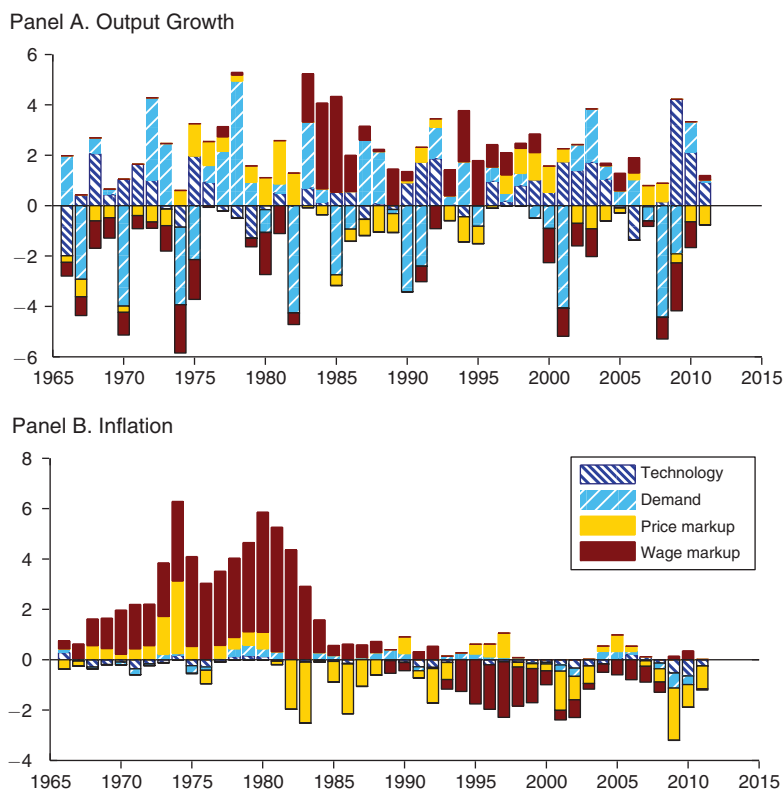 Panel A. Output Growth
6
4
2
0
−2
−4
−6
1965 1970 1975 1980 1985 1990 1995 2000 2005 2010 2015
Panel B. Inflation
8
6
4
2
0
−2
−4
Technology
Demand
Price markup
Wage markup
1965 1970 1975 1980 1985 1990 1995 2000 2005 2010 2015